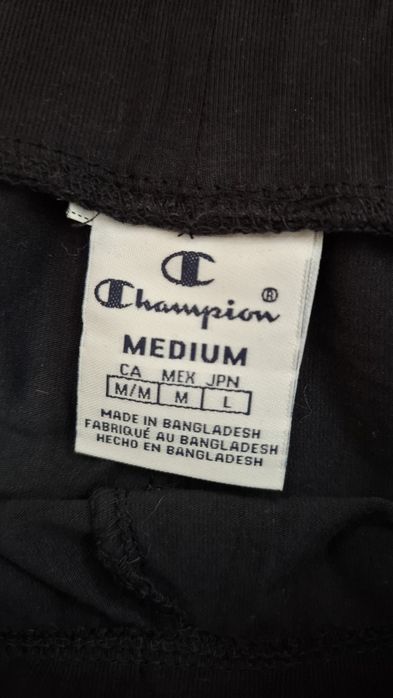 Champion®
MEDIUM
CA MEX JPN
M/M M L
MADE IN BANGLADESH
FABRIQUÉ AU BANGLADESH
HECHO EN BANGLADESH